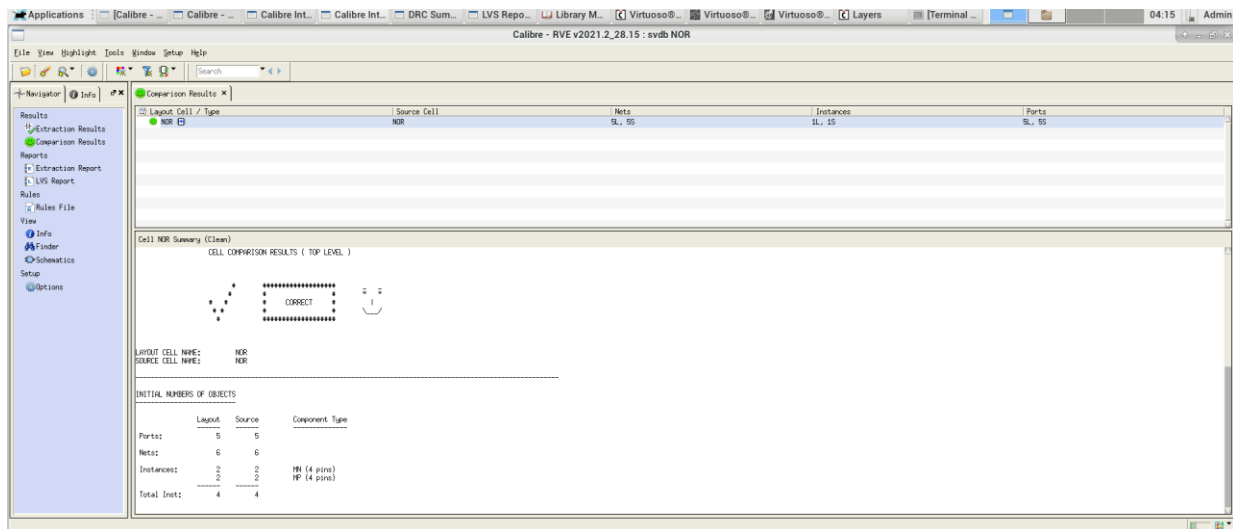 Applications [Calibre - ... Calibre - ... Calibre Int... Calibre Int... DRC Sum... LVS Repo... Library M... Virtuoso®... Virtuoso®... Virtuoso®... Layers [Terminal ... 04:15 Admin
Calibre - RVE v2021.2_28.15 : svdb NOR
File View Highlight Tools Window Setup Help
Search
Navigator Info Comparison Results
Results
Extraction Results
Comparison Results
Reports
Extraction Report
LVS Report
Rules
Rules File
View
Info
Finder
Schematics
Setup
Options
Layout Cell / Type Source Cell Nets Instances Ports
NOR NOR 5L, 5S 1L, 1S 5L, 5S
Cell NOR Summary (Clean)
CELL COMPARISON RESULTS ( TOP LEVEL )
CORRECT
LAYOUT CELL NAME: NOR
SOURCE CELL NAME: NOR
INITIAL NUMBERS OF OBJECTS
Layout Source Component Type
Ports: 5 5
Nets: 6 6
Instances: 2 2 MN (4 pins)
2 2 MP (4 pins)
Total Inst: 4 4